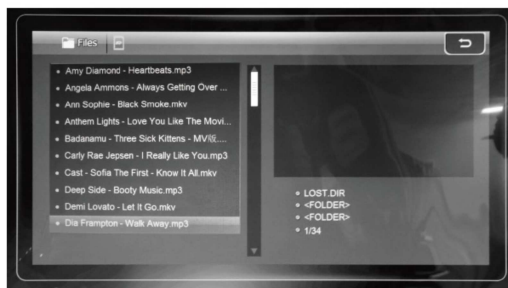 Files
Amy Diamond - Heartbeats.mp3
Angela Ammons - Always Getting Over ...
Ann Sophie - Black Smoke.mkv
Anthem Lights - Love You Like The Movi...
Badanamu - Three Sick Kittens - MV版....
Carly Rae Jepsen - I Really Like You.mp3
Cast - Sofia The First - Know It All.mkv
Deep Side - Booty Music.mp3
Demi Lovato - Let It Go.mkv
Dia Frampton - Walk Away.mp3
LOST.DIR
<FOLDER>
<FOLDER>
1/34